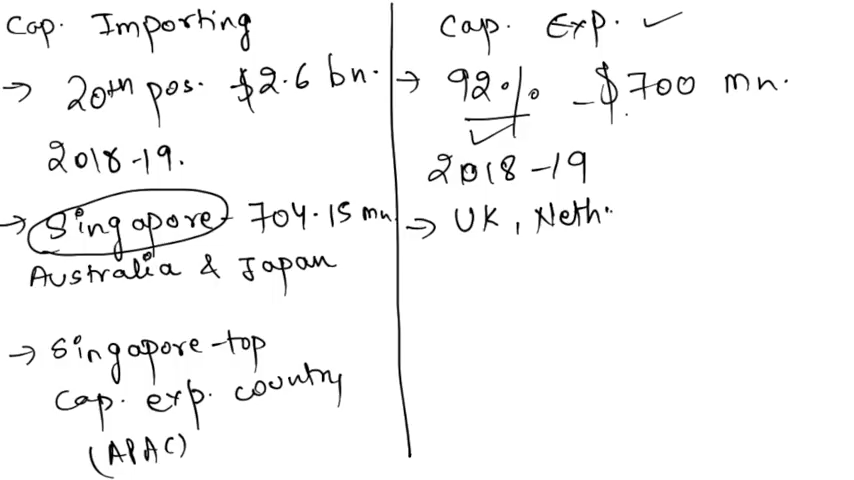 Cap. Importing
→ 20th pos. $2.6 bn.
2018-19.
→ Singapore - 704.15 mn.
Australia & Japan
→ Singapore - top
Cap. exp. country
(APAC)
Cap. Exp. ✓
→ 92% - $700 mn.
2018-19
→ UK, Neth.